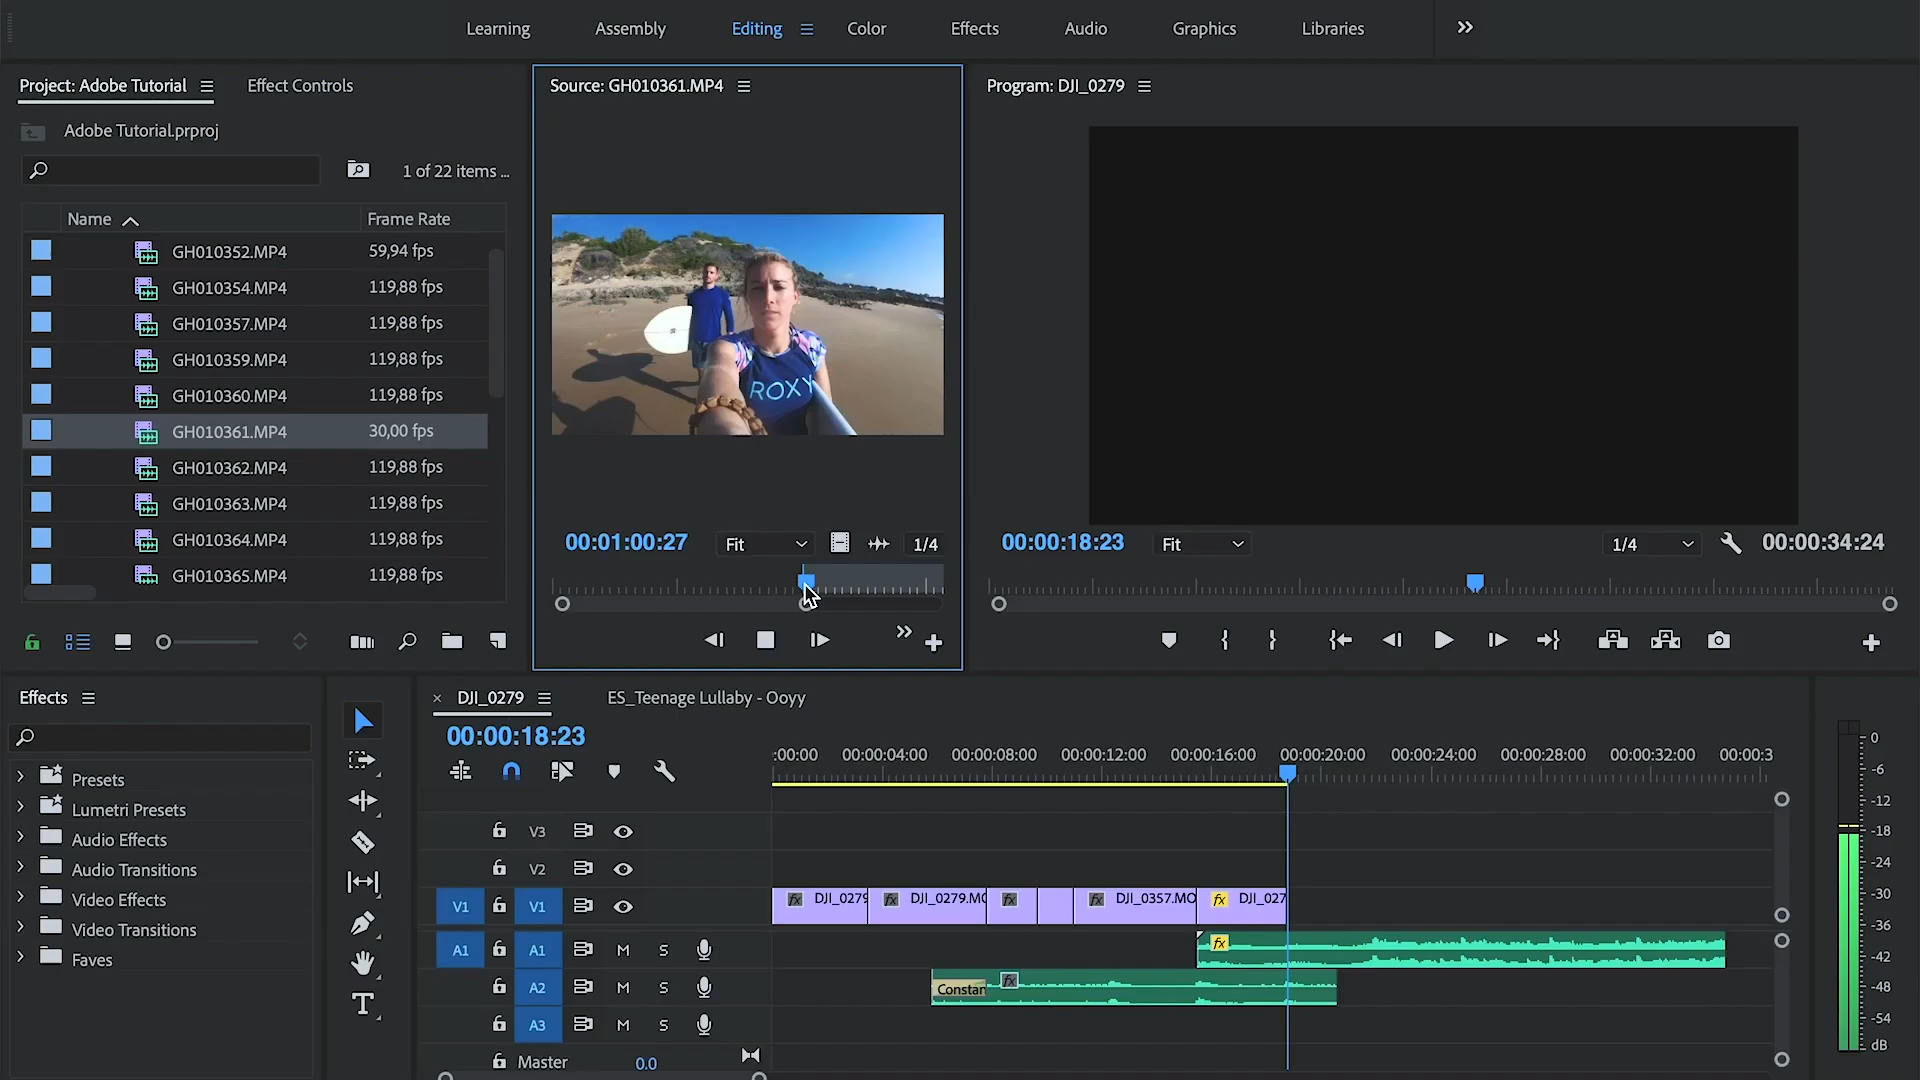 Learning Assembly Editing Color Effects Audio Graphics Libraries
Project: Adobe Tutorial Effect Controls
Adobe Tutorial.prproj
1 of 22 items ...
Name Frame Rate
GH010352.MP4 59,94 fps
GH010354.MP4 119,88 fps
GH010357.MP4 119,88 fps
GH010359.MP4 119,88 fps
GH010360.MP4 119,88 fps
GH010361.MP4 30,00 fps
GH010362.MP4 119,88 fps
GH010363.MP4 119,88 fps
GH010364.MP4 119,88 fps
GH010365.MP4 119,88 fps
Source: GH010361.MP4
ROXY
00:01:00:27 Fit 1/4
Program: DJI_0279
00:00:18:23 Fit 1/4 00:00:34:24
Effects
Presets
Lumetri Presets
Audio Effects
Audio Transitions
Video Effects
Video Transitions
Faves
DJI_0279 ES_Teenage Lullaby - Ooyy
00:00:18:23
:00:00 00:00:04:00 00:00:08:00 00:00:12:00 00:00:16:00 00:00:20:00 00:00:24:00 00:00:28:00 00:00:32:00 00:00:3
V3
V2
V1 V1 fx DJI_0279 fx DJI_0279.MO fx fx DJI_0357.MO fx DJI_027
A1 A1 M S fx
A2 M S Constan fx
A3 M S
Master 0.0
0
-6
-12
-18
-24
-30
-36
-42
-48
-54
dB